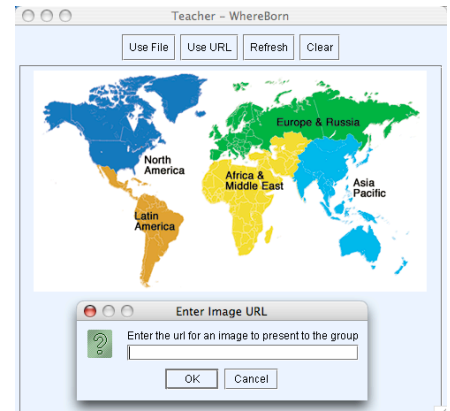 Teacher – WhereBorn
Use File Use URL Refresh Clear
Europe & Russia
North
America
Africa &
Middle East
Asia
Pacific
Latin
America
Enter Image URL
?
Enter the url for an image to present to the group
OK Cancel